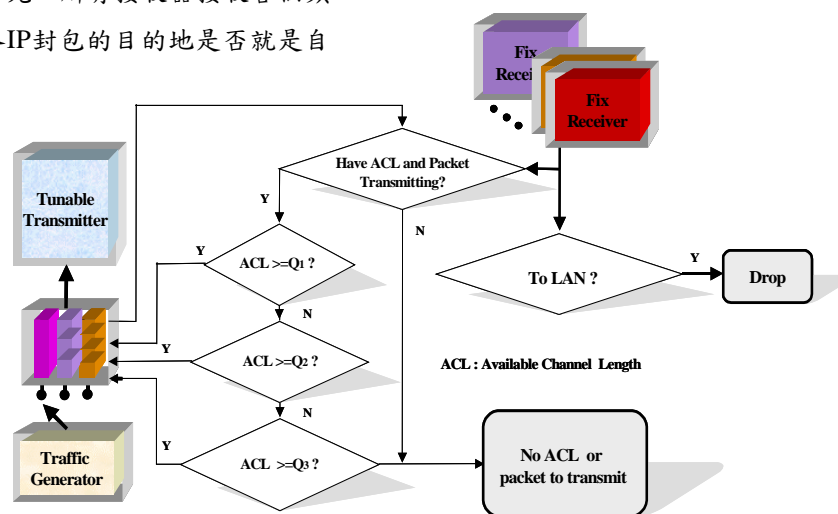 IP封包的目的地是否就是自
Fix
Receiver
Fix
Receiver
Have ACL and Packet
Transmitting?
Tunable
Transmitter
Y
N
Y
ACL >=Q1 ?
To LAN ?
Y
Drop
N
Y
ACL >=Q2 ?
ACL : Available Channel Length
N
Y
ACL >=Q3 ?
No ACL or
packet to transmit
Traffic
Generator